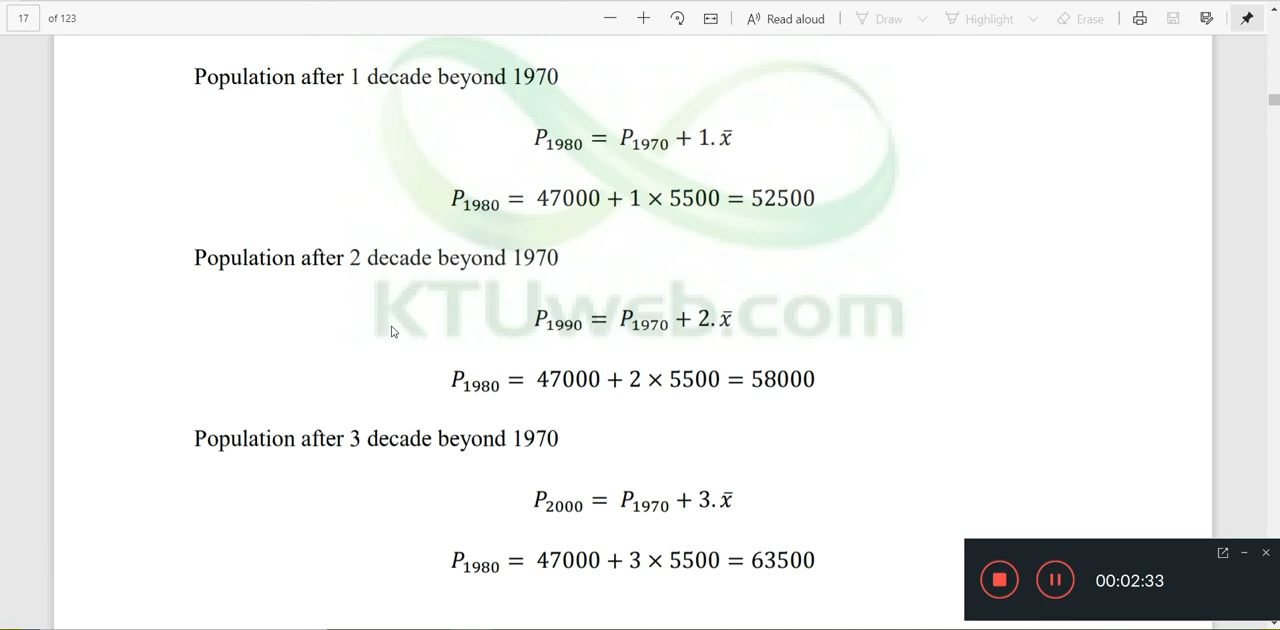 17 of 123 Read aloud Draw Highlight Erase
Population after 1 decade beyond 1970
P₁₉₈₀ = P₁₉₇₀ + 1. x̄
P₁₉₈₀ = 47000 + 1 × 5500 = 52500
Population after 2 decade beyond 1970
KTUweb.com
P₁₉₉₀ = P₁₉₇₀ + 2. x̄
P₁₉₈₀ = 47000 + 2 × 5500 = 58000
Population after 3 decade beyond 1970
P₂₀₀₀ = P₁₉₇₀ + 3. x̄
P₁₉₈₀ = 47000 + 3 × 5500 = 63500
00:02:33